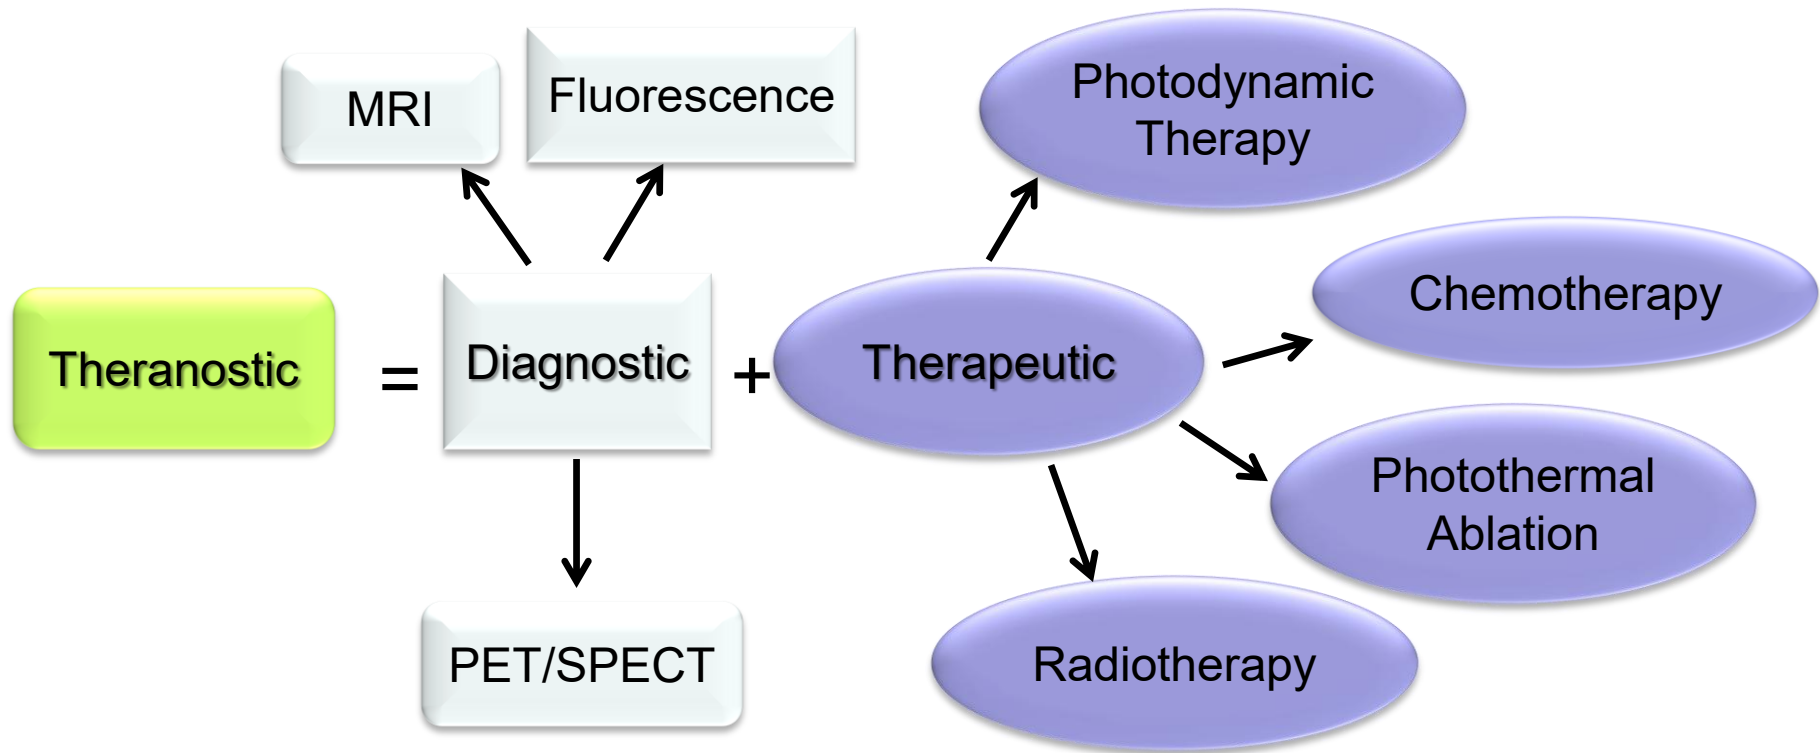 MRI
Fluorescence
Photodynamic
Therapy
Chemotherapy
Theranostic
=
Diagnostic
+
Therapeutic
Photothermal
Ablation
PET/SPECT
Radiotherapy